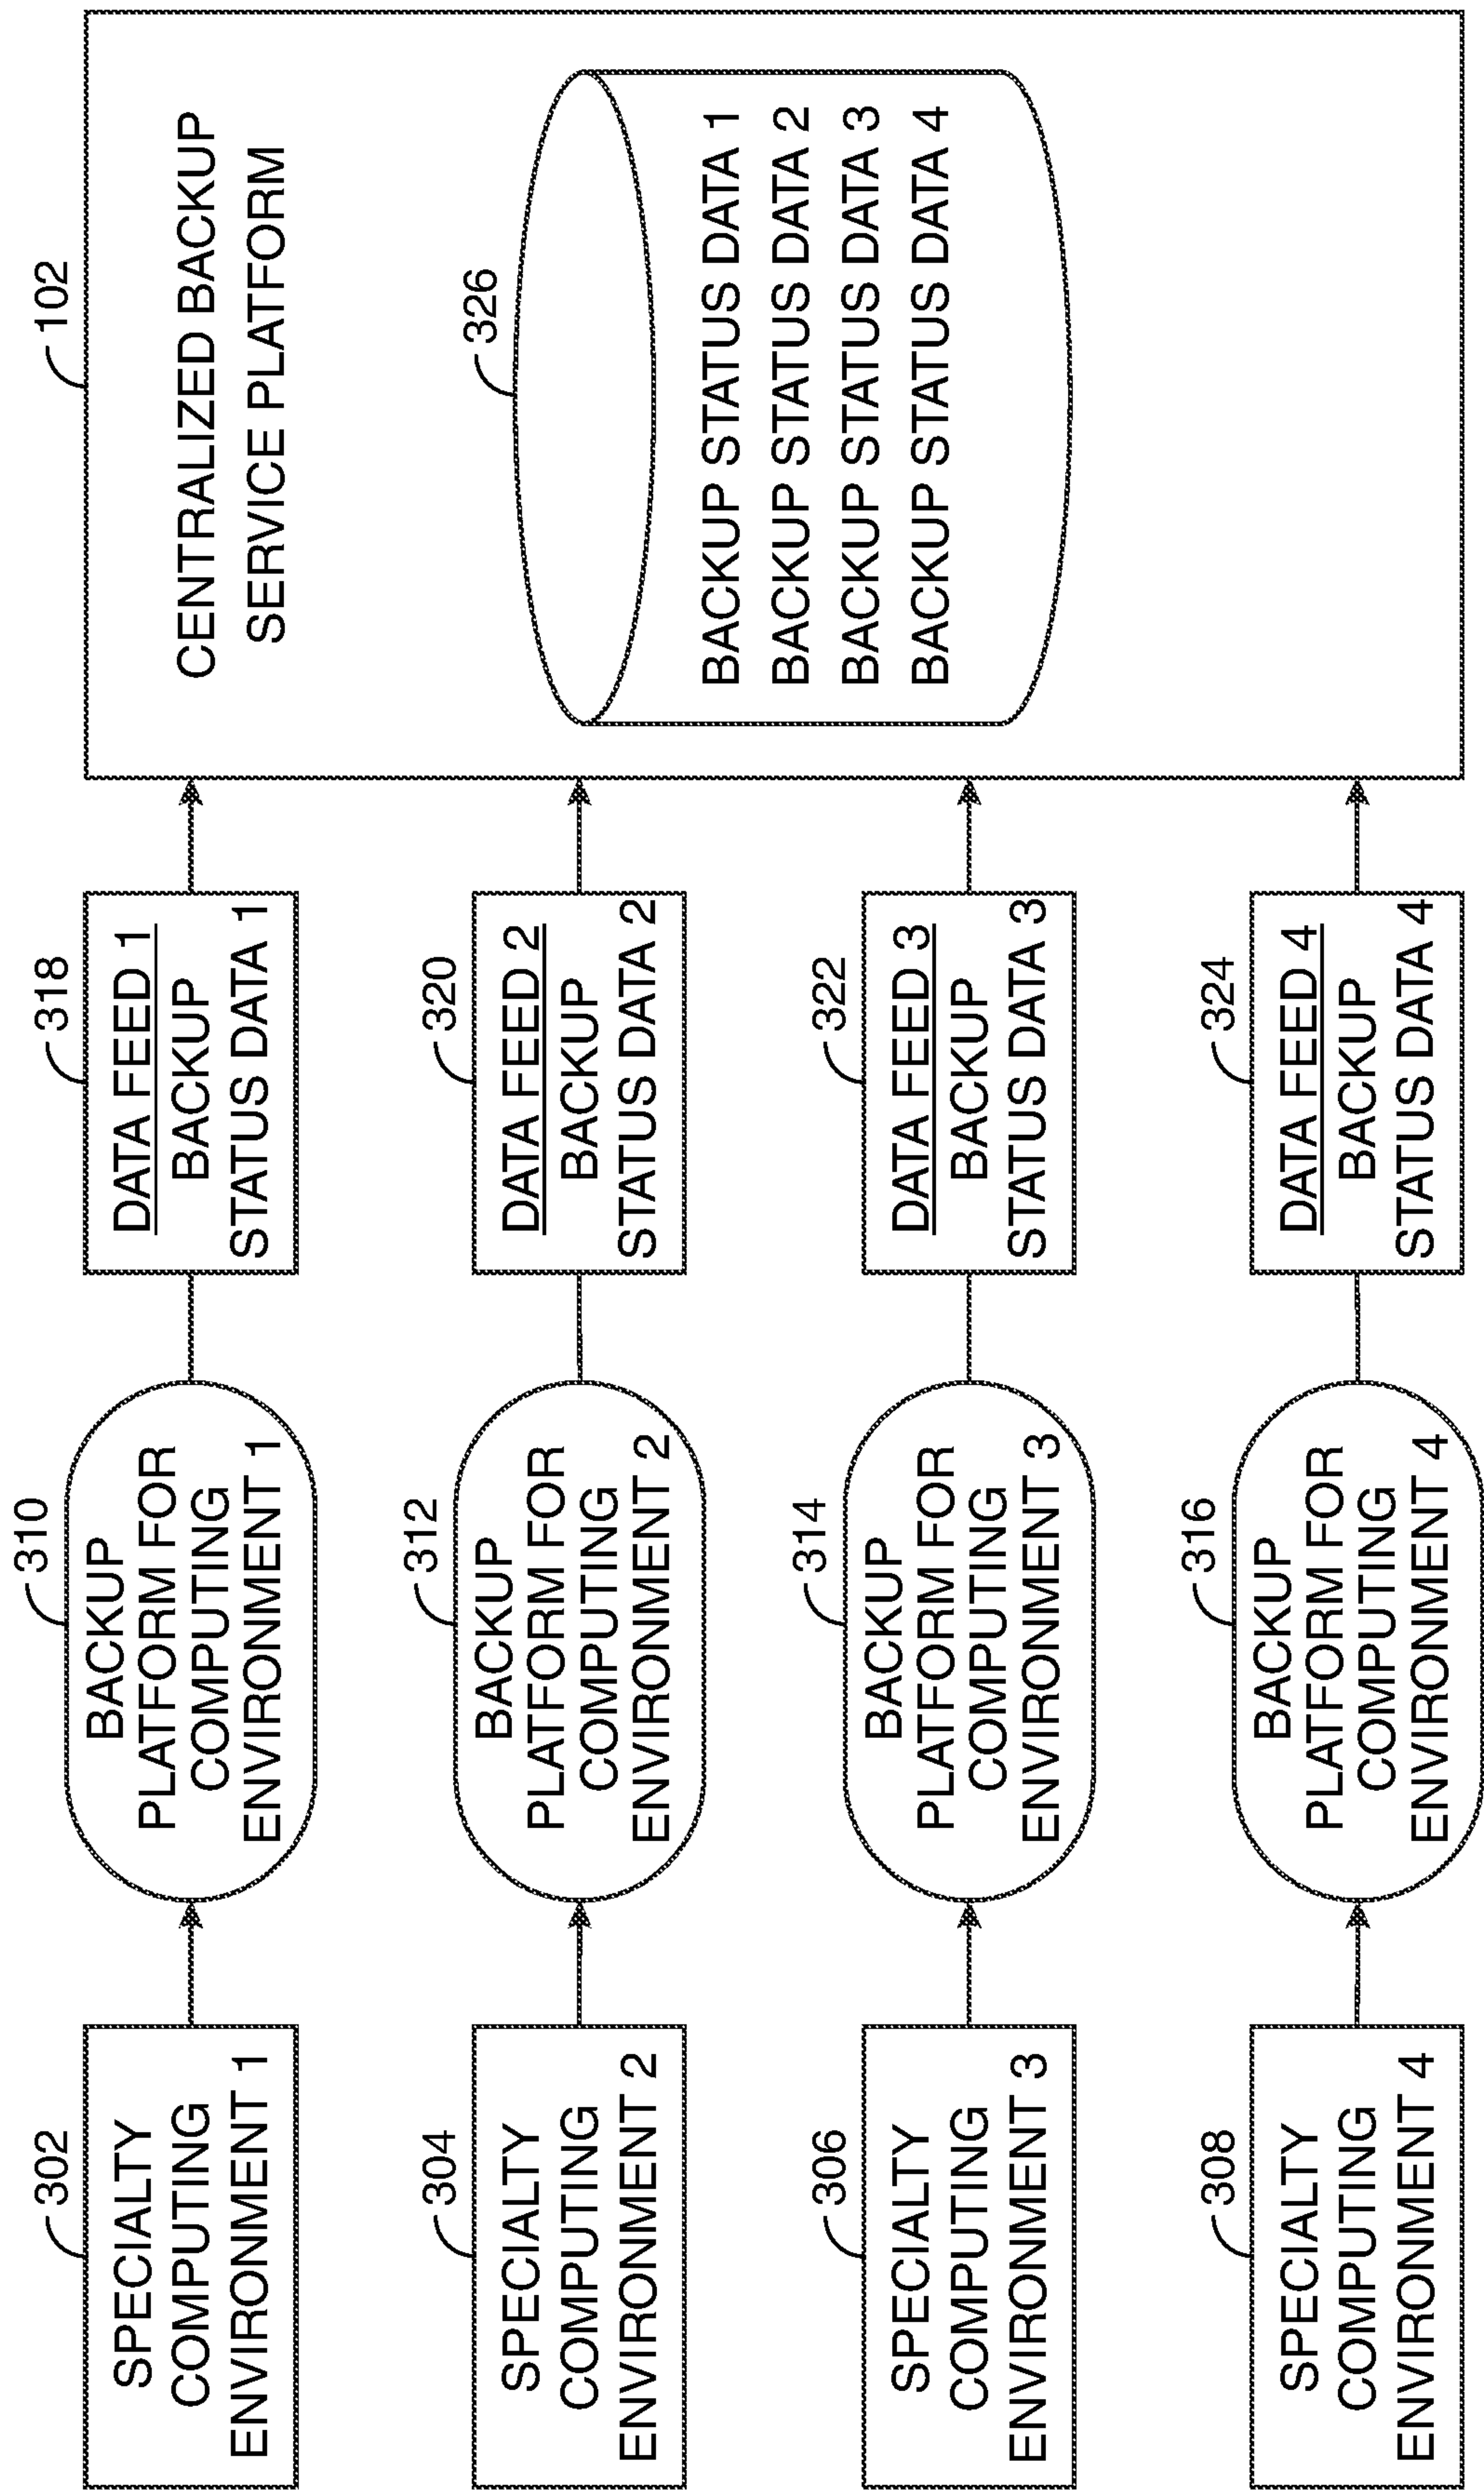 302
SPECIALTY
COMPUTING
ENVIRONMENT 1
310
BACKUP
PLATFORM FOR
COMPUTING
ENVIRONMENT 1
318
DATA FEED 1
BACKUP
STATUS DATA 1
304
SPECIALTY
COMPUTING
ENVIRONMENT 2
312
BACKUP
PLATFORM FOR
COMPUTING
ENVIRONMENT 2
320
DATA FEED 2
BACKUP
STATUS DATA 2
306
SPECIALTY
COMPUTING
ENVIRONMENT 3
314
BACKUP
PLATFORM FOR
COMPUTING
ENVIRONMENT 3
322
DATA FEED 3
BACKUP
STATUS DATA 3
308
SPECIALTY
COMPUTING
ENVIRONMENT 4
316
BACKUP
PLATFORM FOR
COMPUTING
ENVIRONMENT 4
324
DATA FEED 4
BACKUP
STATUS DATA 4
102
CENTRALIZED BACKUP
SERVICE PLATFORM
326
BACKUP STATUS DATA 1
BACKUP STATUS DATA 2
BACKUP STATUS DATA 3
BACKUP STATUS DATA 4